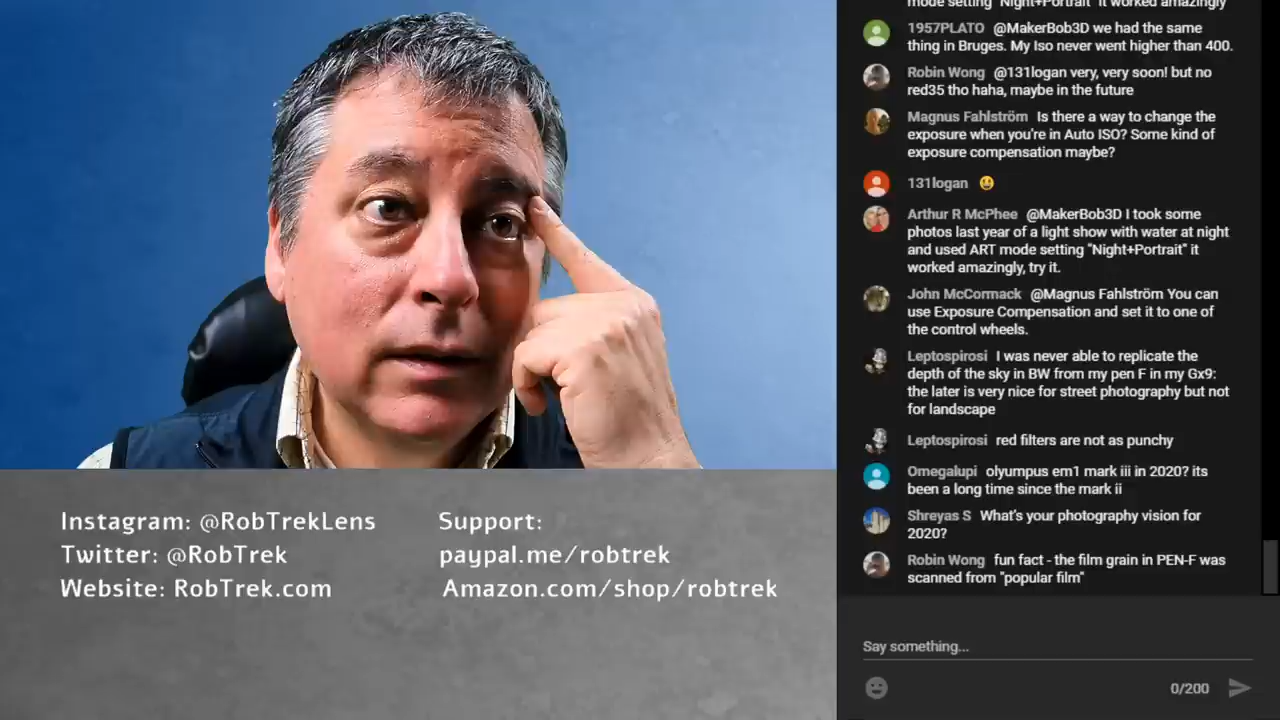 Instagram: @RobTrekLens
Twitter: @RobTrek
Website: RobTrek.com
Support:
paypal.me/robtrek
Amazon.com/shop/robtrek
mode setting "Night+Portrait" it worked amazingly
1957PLATO @MakerBob3D we had the same
thing in Bruges. My Iso never went higher than 400.
Robin Wong @131logan very, very soon! but no
red35 tho haha, maybe in the future
Magnus Fahlström Is there a way to change the
exposure when you're in Auto ISO? Some kind of
exposure compensation maybe?
131logan 😃
Arthur R McPhee @MakerBob3D I took some
photos last year of a light show with water at night
and used ART mode setting "Night+Portrait" it
worked amazingly, try it.
John McCormack @Magnus Fahlström You can
use Exposure Compensation and set it to one of
the control wheels.
Leptospirosi I was never able to replicate the
depth of the sky in BW from my pen F in my Gx9:
the later is very nice for street photography but not
for landscape
Leptospirosi red filters are not as punchy
Omegalupi olyumpus em1 mark iii in 2020? its
been a long time since the mark ii
Shreyas S What's your photography vision for
2020?
Robin Wong fun fact - the film grain in PEN-F was
scanned from "popular film"
Say something...
0/200